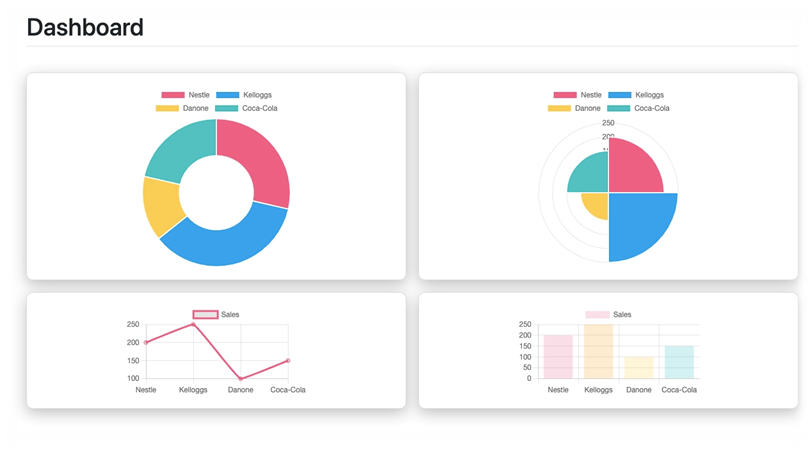 Dashboard
Nestle Kelloggs
Danone Coca-Cola
Nestle Kelloggs
Danone Coca-Cola
250
200
Sales
250
200
150
100
Nestle Kelloggs Danone Coca-Cola
Sales
250
200
150
100
50
0
Nestle Kelloggs Danone Coca-Cola